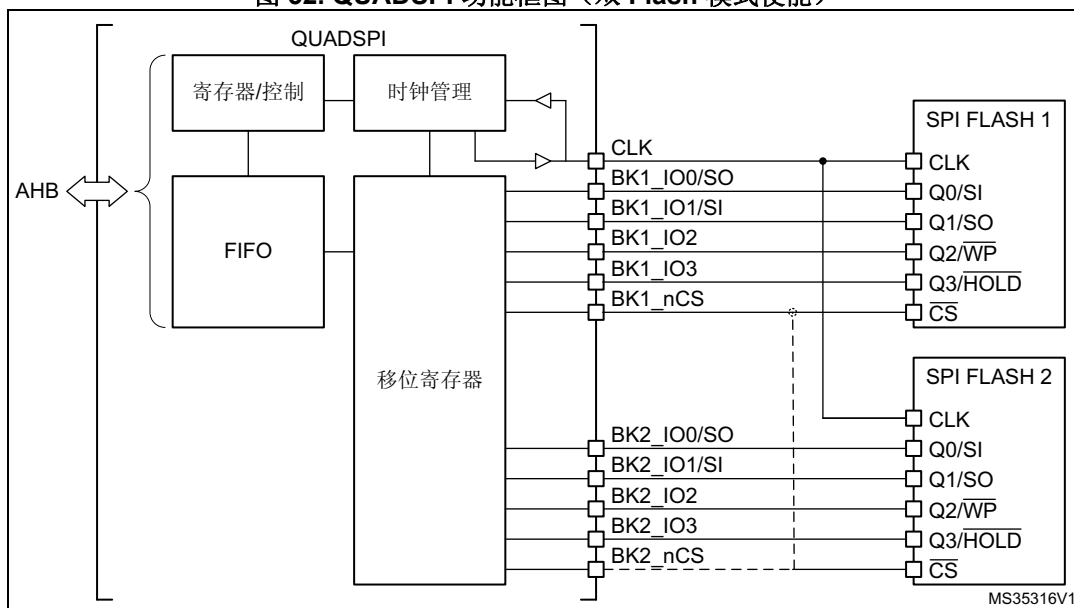 QUADSPI
寄存器/控制
时钟管理
AHB
FIFO
移位寄存器
CLK
BK1_IO0/SO
BK1_IO1/SI
BK1_IO2
BK1_IO3
BK1_nCS
BK2_IO0/SO
BK2_IO1/SI
BK2_IO2
BK2_IO3
BK2_nCS
SPI FLASH 1
CLK
Q0/SI
Q1/SO
Q2/WP
Q3/HOLD
CS
SPI FLASH 2
CLK
Q0/SI
Q1/SO
Q2/WP
Q3/HOLD
CS
MS35316V1